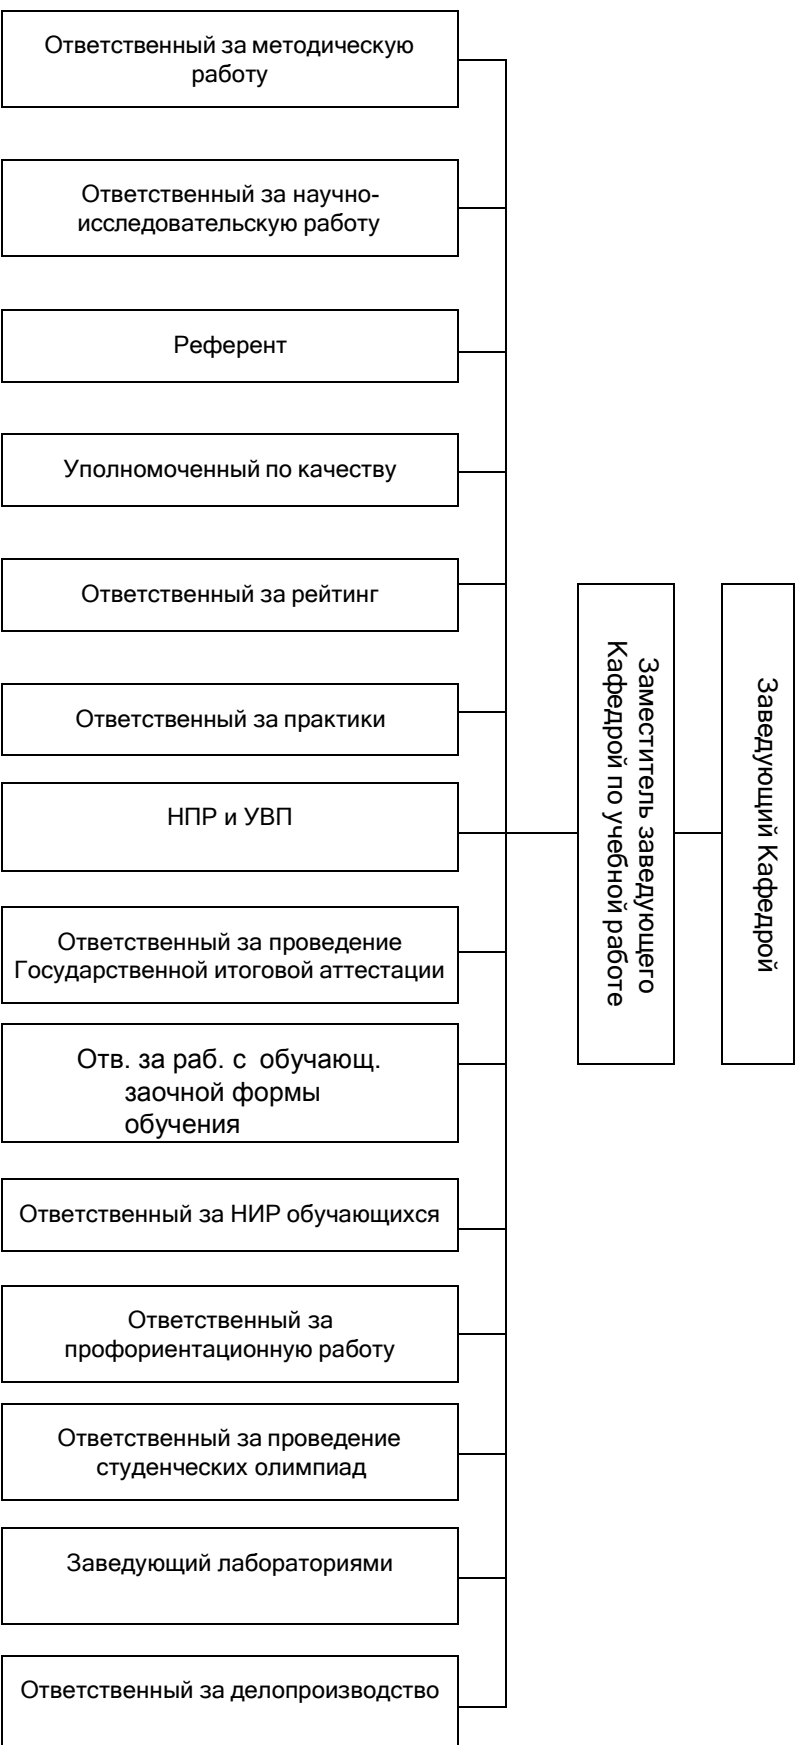 Ответственный за методическую
работу
Ответственный за научно-
исследовательскую работу
Референт
Уполномоченный по качеству
Ответственный за рейтинг
Ответственный за практики
НПР и УВП
Ответственный за проведение
Государственной итоговой аттестации
Отв. за раб. с обучающ.
заочной формы
обучения
Ответственный за НИР обучающихся
Ответственный за
профориентационную работу
Ответственный за проведение
студенческих олимпиад
Заведующий лабораториями
Ответственный за делопроизводство
Заместитель заведующего
Кафедрой по учебной работе
Заведующий Кафедрой